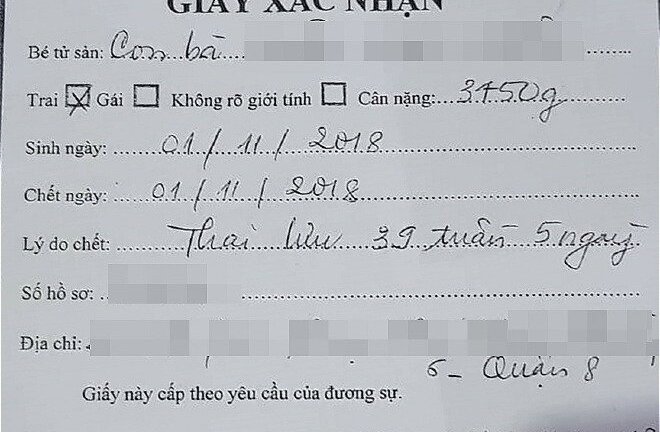 GIẤY XÁC NHẬN
Bé tử sản: Con bà
Trai ☒ Gái ☐ Không rõ giới tính ☐ Cân nặng: 3450g
Sinh ngày: 01/11/2018
Chết ngày: 01/11/2018
Lý do chết: Thai lưu 39 tuần 5 ngày
Số hồ sơ:
Địa chỉ:
6 - Quận 8
Giấy này cấp theo yêu cầu của đương sự.